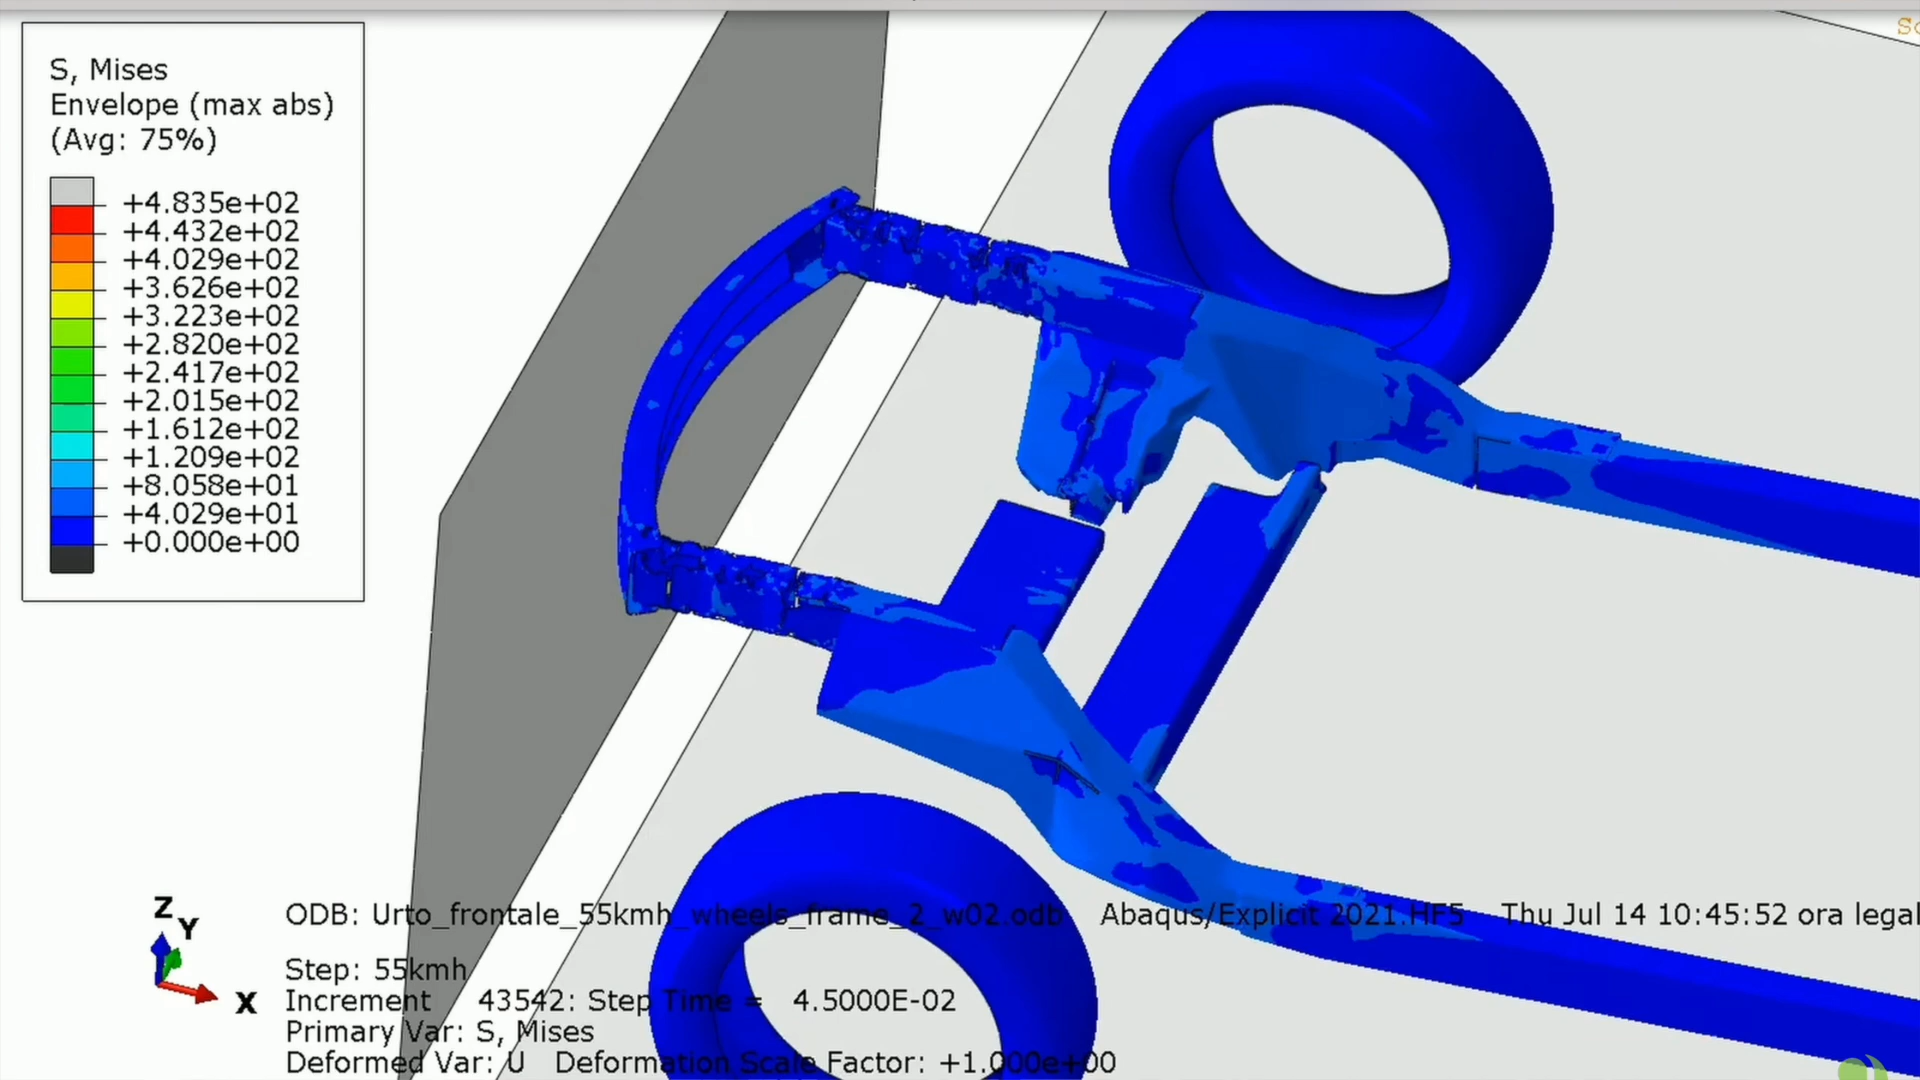 S, Mises
Envelope (max abs)
(Avg: 75%)
+4.835e+02
+4.432e+02
+4.029e+02
+3.626e+02
+3.223e+02
+2.820e+02
+2.417e+02
+2.015e+02
+1.612e+02
+1.209e+02
+8.058e+01
+4.029e+01
+0.000e+00
Z
Y
X
ODB: Urto_frontale_55kmh_wheels_frame_2_w02.odb Abaqus/Explicit 2021.HF5 Thu Jul 14 10:45:52 ora legal
Step: 55kmh
Increment 43542: Step Time = 4.5000E-02
Primary Var: S, Mises
Deformed Var: U Deformation Scale Factor: +1.000e+00